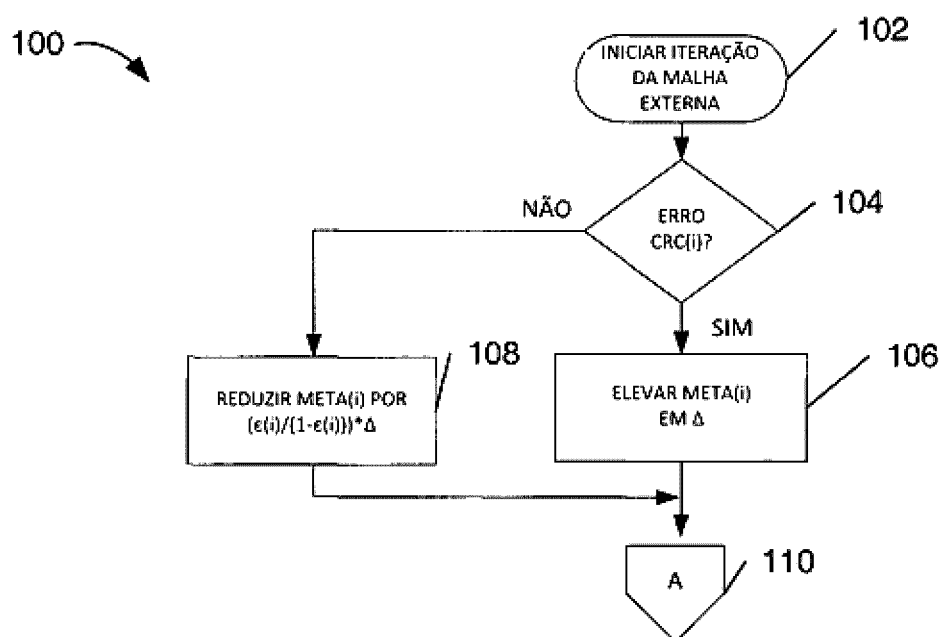 100
102
INICIAR ITERAÇÃO
DA MALHA
EXTERNA
NÃO
ERRO
CRC(i)?
104
SIM
108
REDUZIR META(i) POR
(ϵ(i)/(1-ϵ(i)))*Δ
106
ELEVAR META(i)
EM Δ
A
110